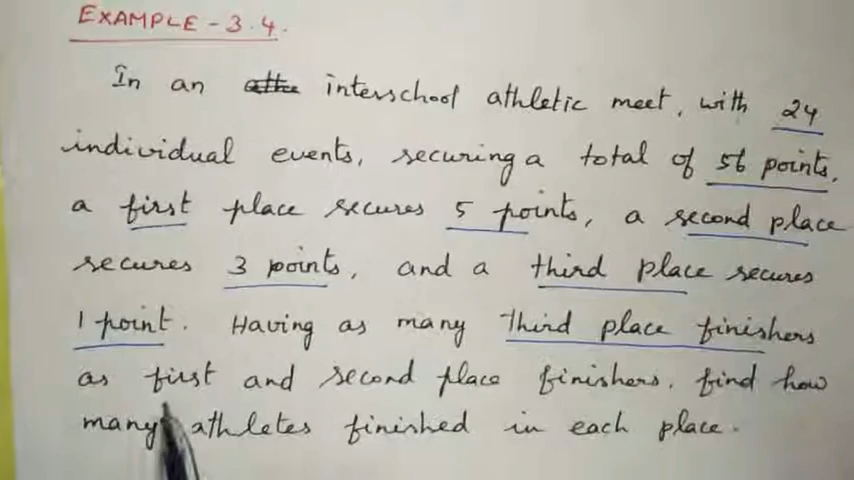 EXAMPLE - 3.4.
In an interschool athletic meet, with 24
individual events, securing a total of 56 points,
a first place secures 5 points, a second place
secures 3 points, and a third place secures
1 point. Having as many third place finishers
as first and second place finishers. find how
many athletes finished in each place.